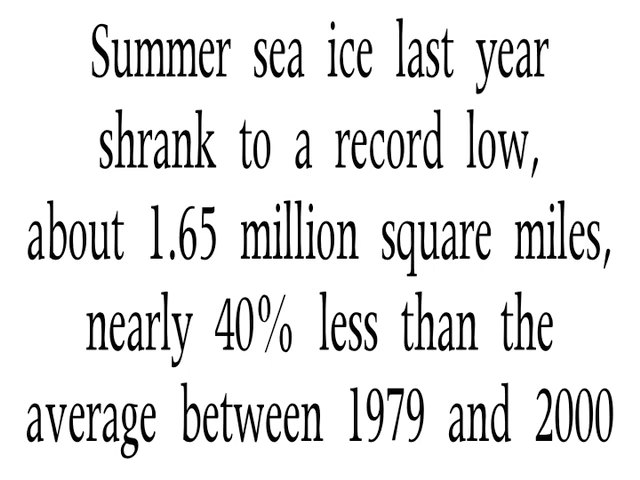 Summer sea ice last year
shrank to a record low,
about 1.65 million square miles,
nearly 40% less than the
average between 1979 and 2000